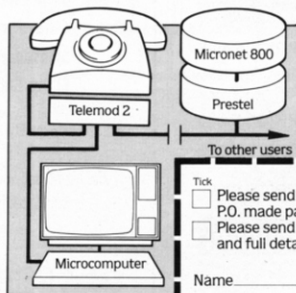 Micronet 800
Telemod 2
Prestel
To other users
Microcomputer
Tick
Please send
P.O. made pa
Please send
and full deta
Name